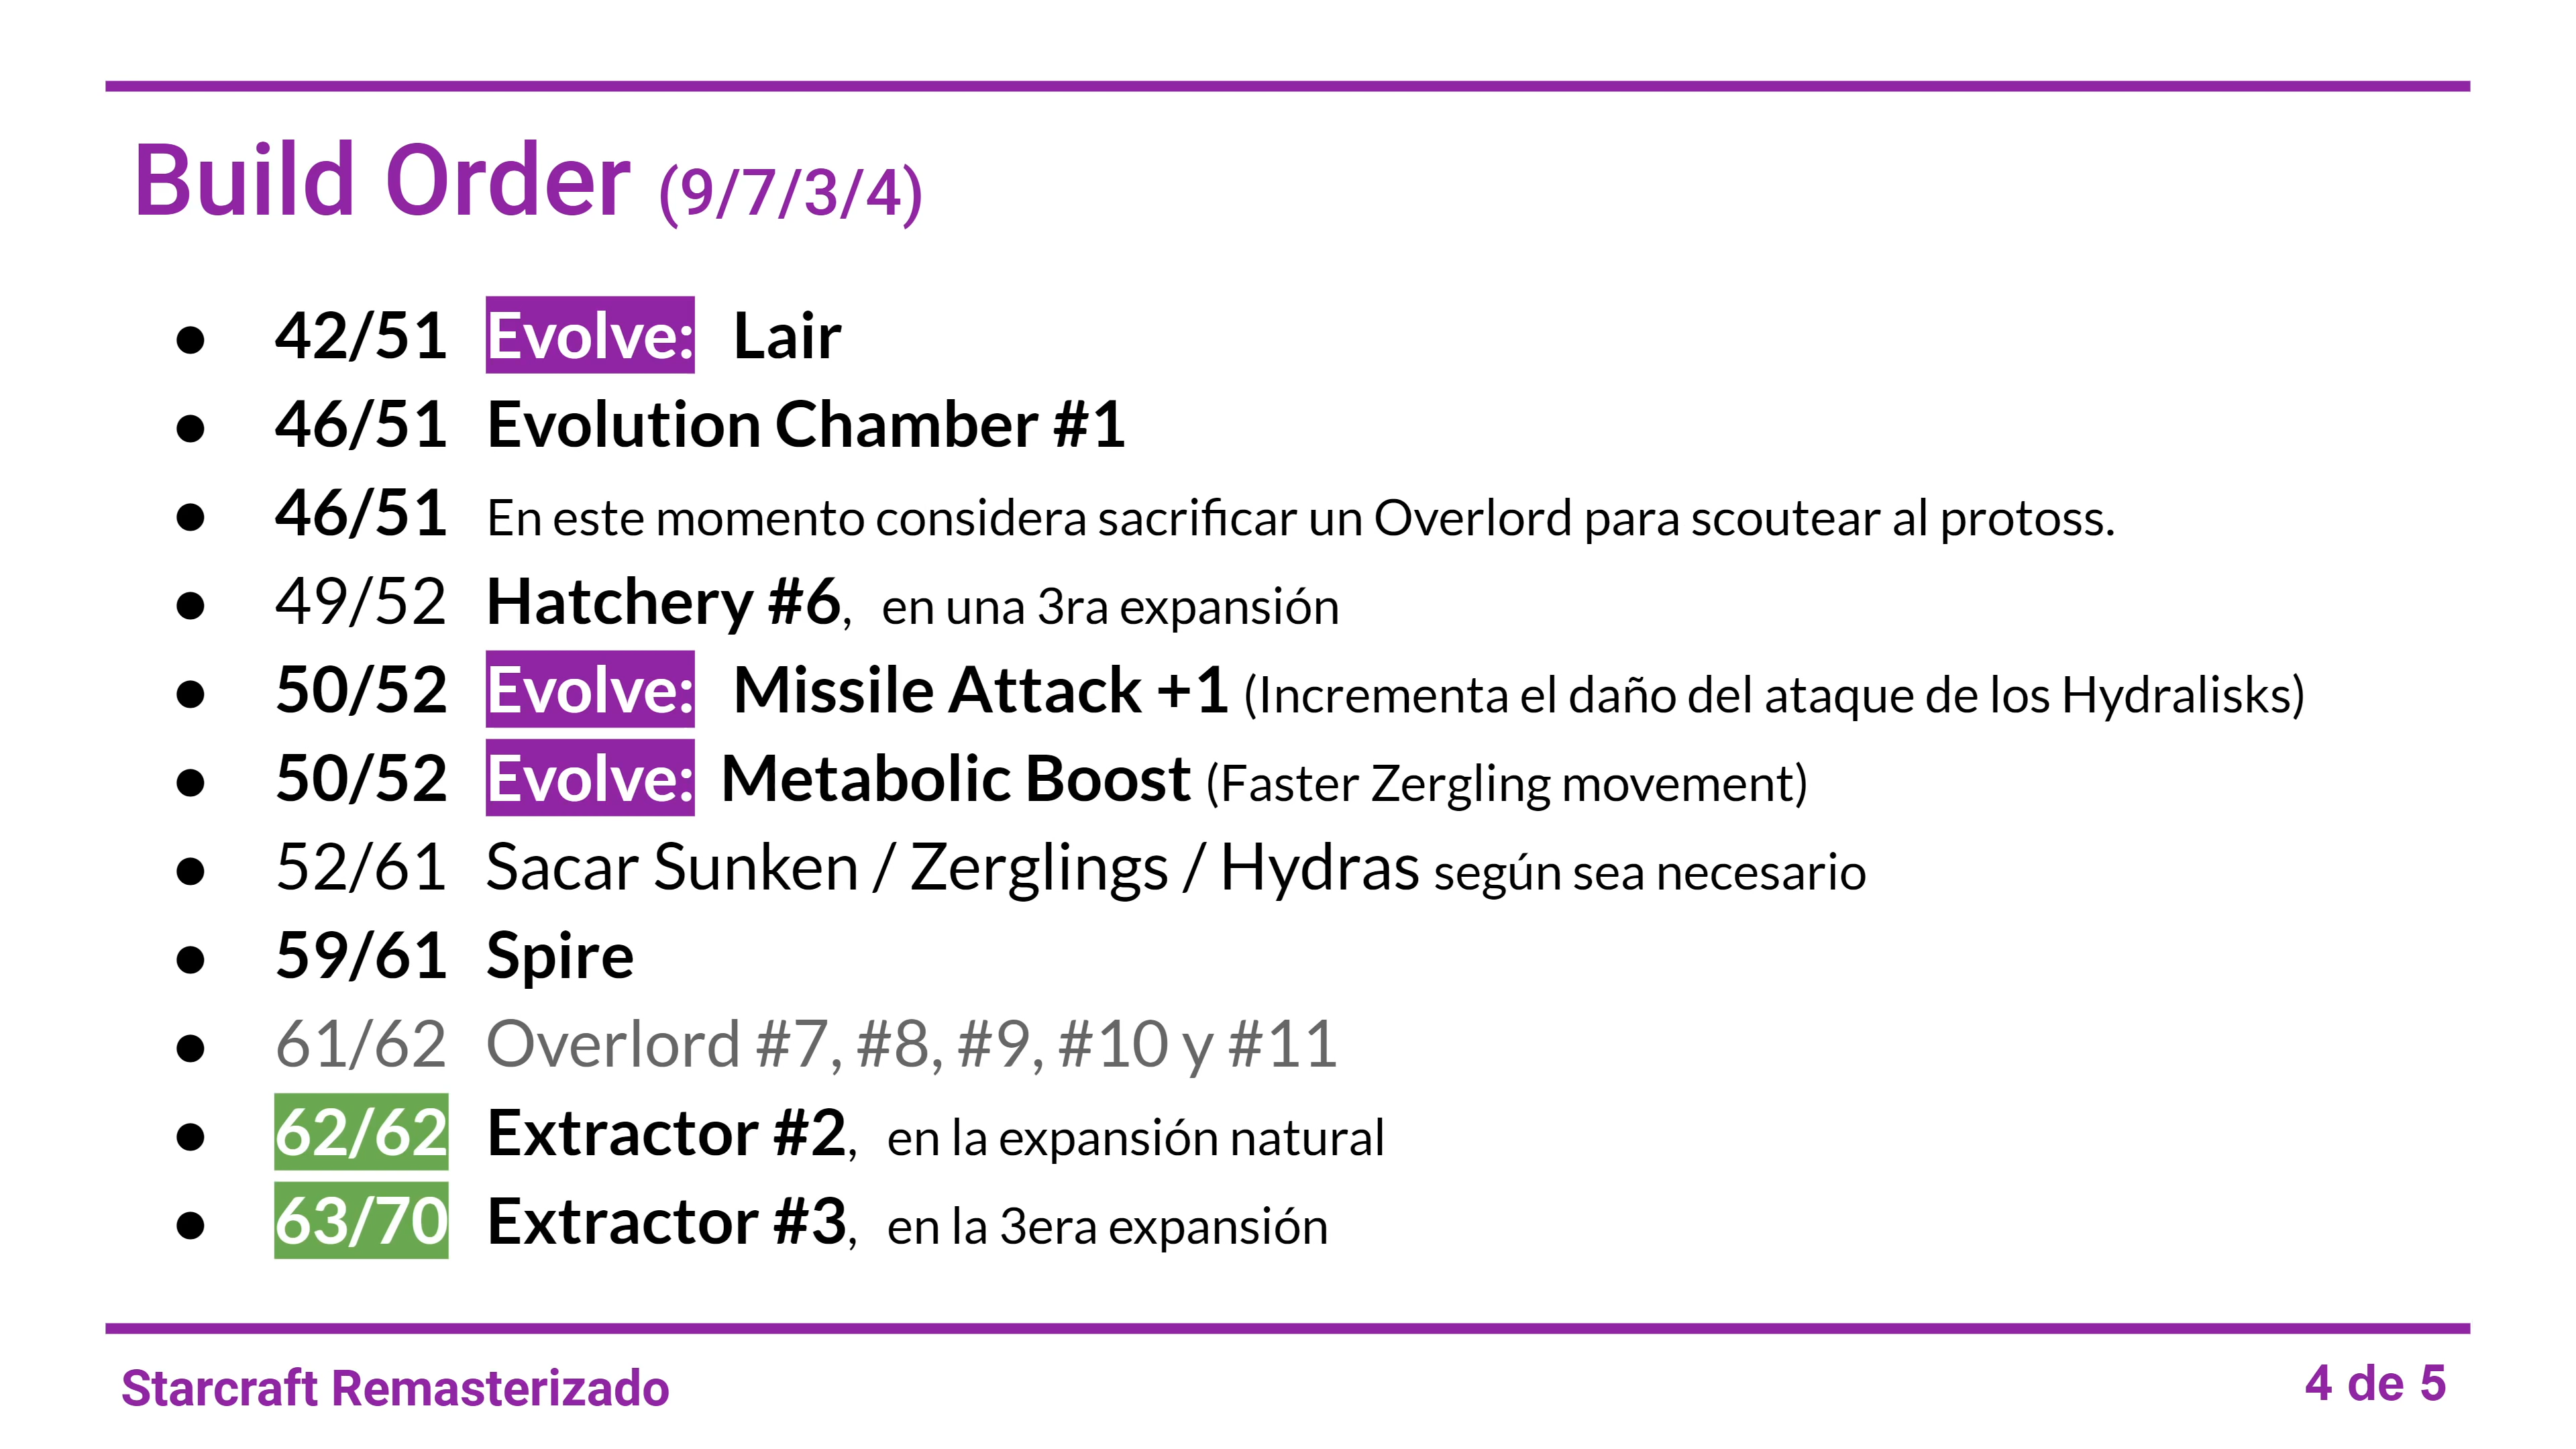 Build Order (9/7/3/4)
● 42/51 Evolve: Lair
● 46/51 Evolution Chamber #1
● 46/51 En este momento considera sacrificar un Overlord para scoutear al protoss.
● 49/52 Hatchery #6, en una 3ra expansión
● 50/52 Evolve: Missile Attack +1 (Incrementa el daño del ataque de los Hydralisks)
● 50/52 Evolve: Metabolic Boost (Faster Zergling movement)
● 52/61 Sacar Sunken / Zerglings / Hydras según sea necesario
● 59/61 Spire
● 61/62 Overlord #7, #8, #9, #10 y #11
● 62/62 Extractor #2, en la expansión natural
● 63/70 Extractor #3, en la 3era expansión
Starcraft Remasterizado
4 de 5